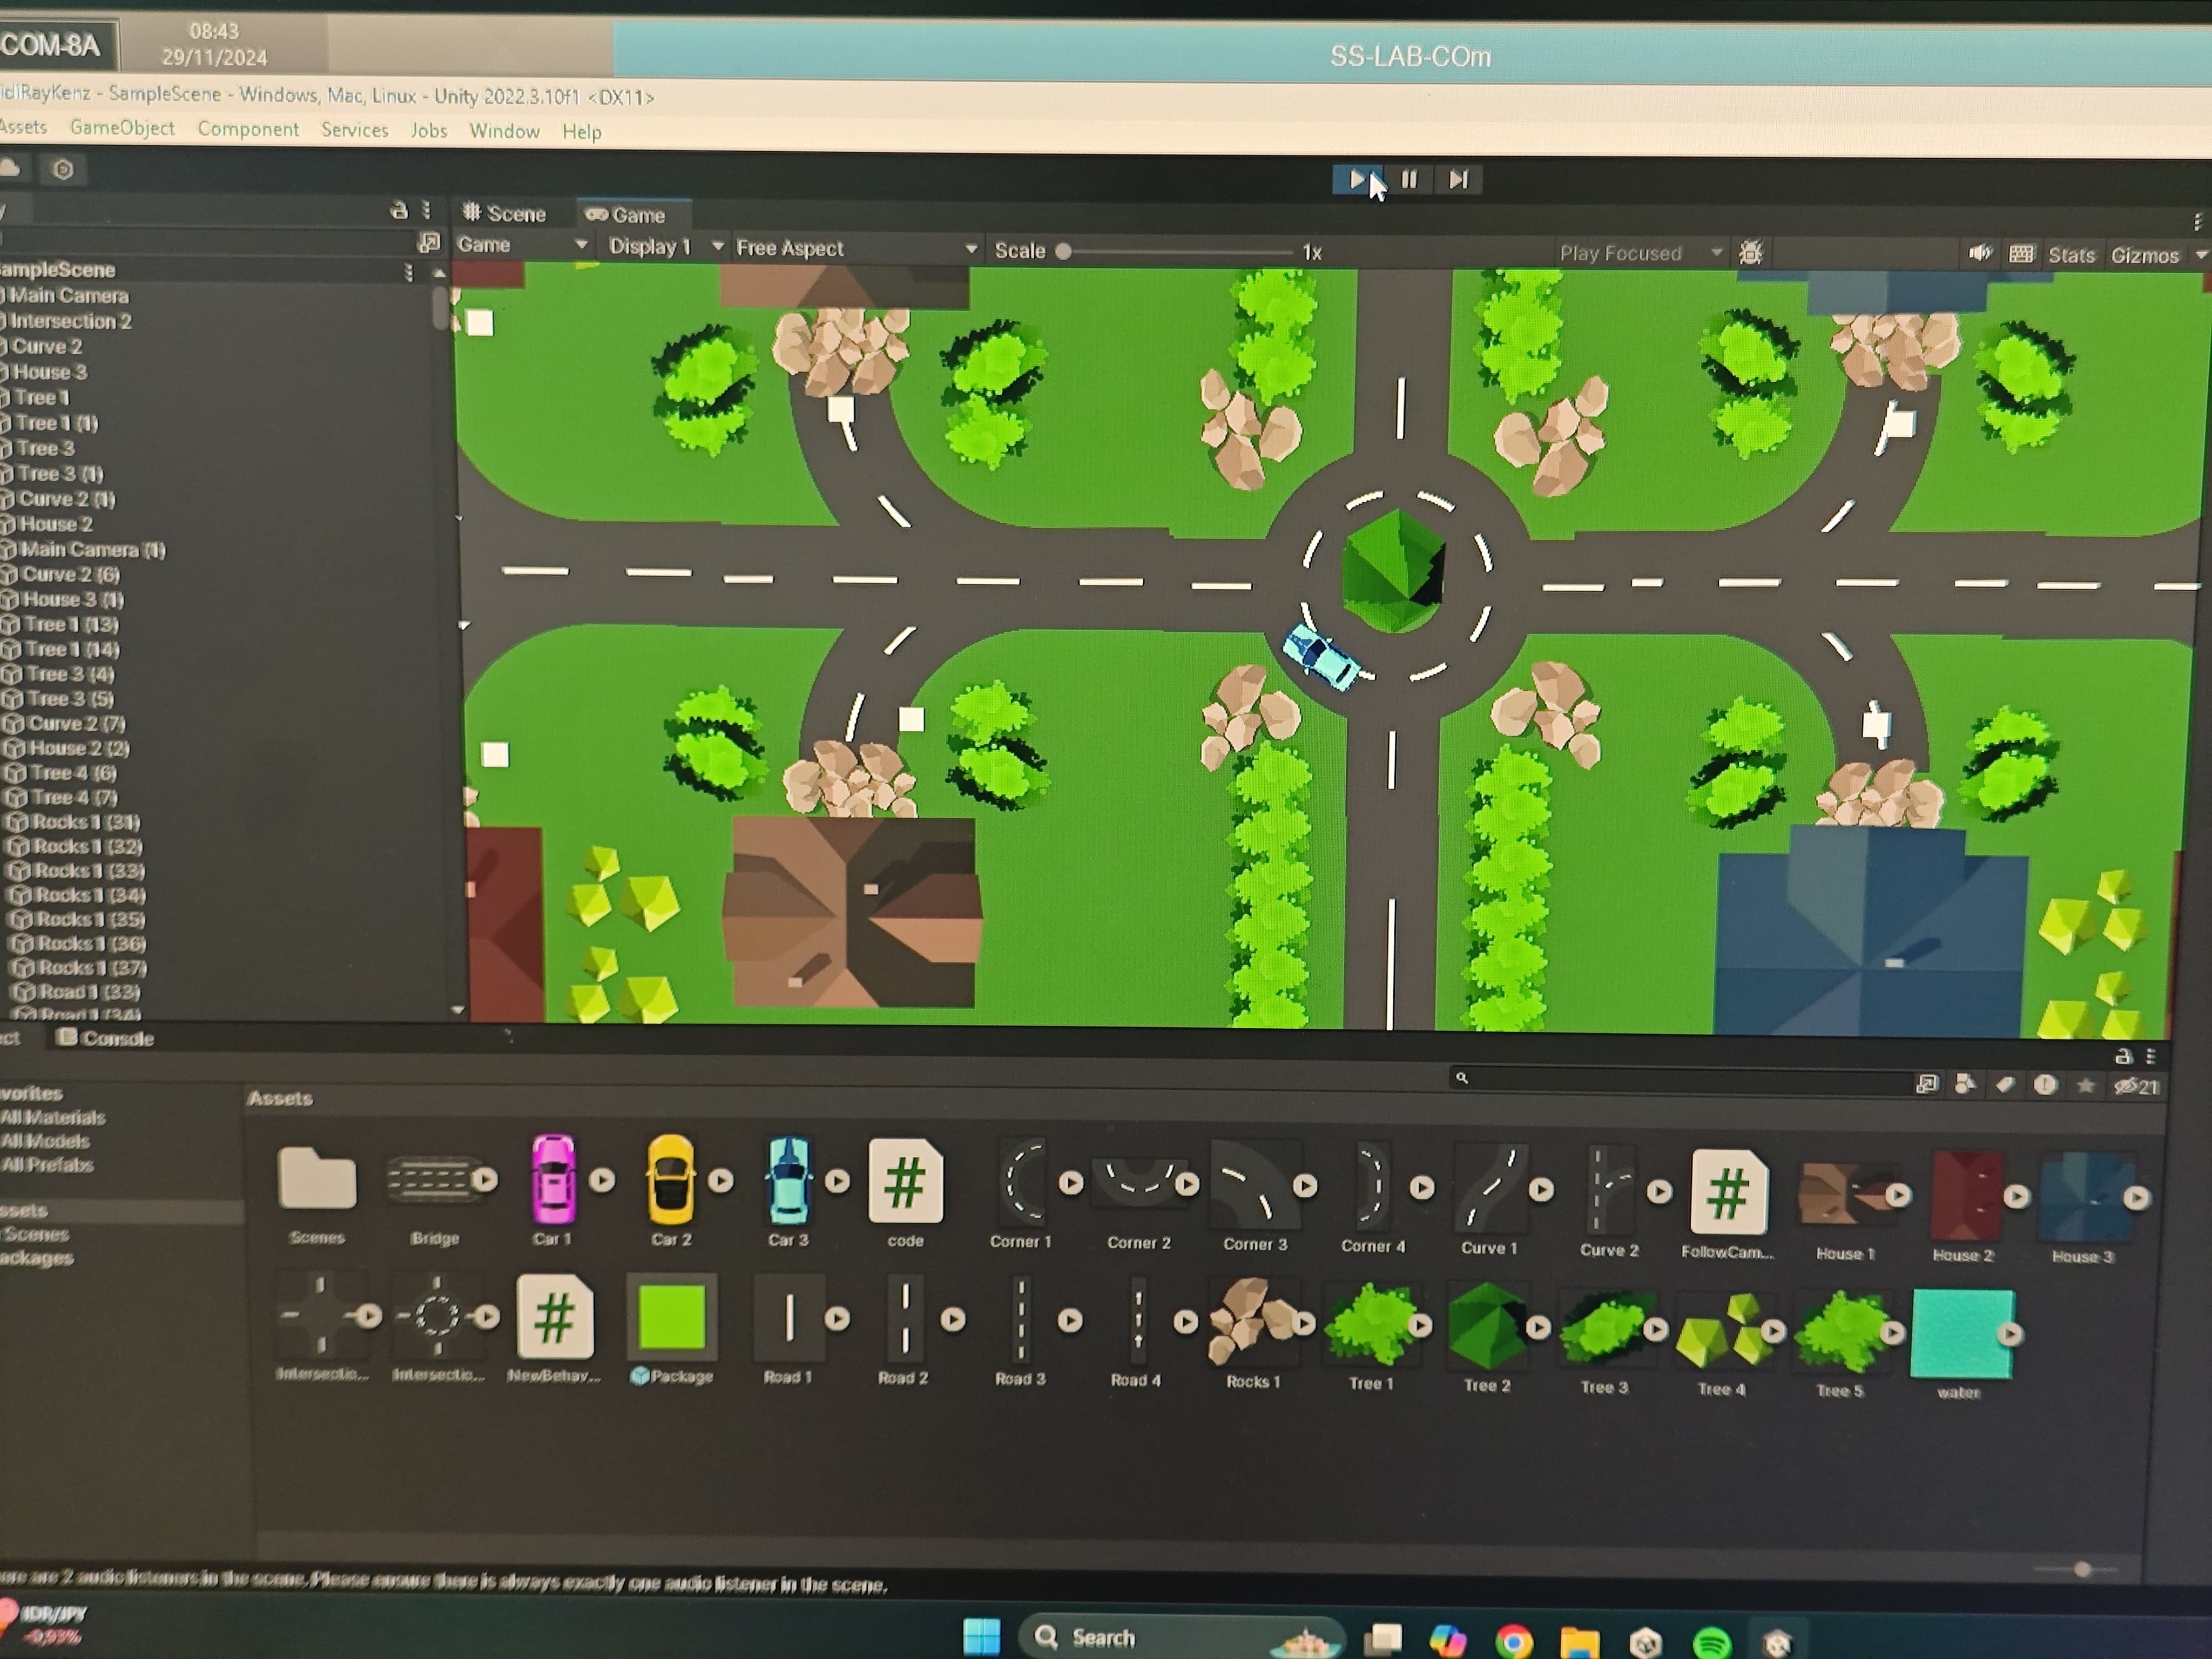 COM-8A
08:43
29/11/2024
SS-LAB-COm
idiRayKenz - SampleScene - Windows, Mac, Linux - Unity 2022.3.10f1 <DX11>
Assets GameObject Component Services Jobs Window Help
Scene Game
Game Display 1 Free Aspect Scale 1x Play Focused Stats Gizmos
SampleScene
Main Camera
Intersection 2
Curve 2
House 3
Tree 1
Tree 1 (1)
Tree 3
Tree 3 (1)
Curve 2 (1)
House 2
Main Camera (1)
Curve 2 (6)
House 3 (1)
Tree 1 (13)
Tree 1 (14)
Tree 3 (4)
Tree 3 (5)
Curve 2 (7)
House 2 (2)
Tree 4 (6)
Tree 4 (7)
Rocks 1 (31)
Rocks 1 (32)
Rocks 1 (33)
Rocks 1 (34)
Rocks 1 (35)
Rocks 1 (36)
Rocks 1 (37)
Road 1 (33)
Road 1 (34)
ect Console
21
vorites
All Materials
All Models
All Prefabs
ssets
Scenes
ackages
Assets
Scenes Bridge Car 1 Car 2 Car 3 code Corner 1 Corner 2 Corner 3 Corner 4 Curve 1 Curve 2 FollowCam... House 1 House 2 House 3
Intersectio... Intersectio... NewBehav... Package Road 1 Road 2 Road 3 Road 4 Rocks 1 Tree 1 Tree 2 Tree 3 Tree 4 Tree 5 water
ere are 2 audio listeners in the scene. Please ensure there is always exactly one audio listener in the scene.
IDR/JPY
-0,93%
Search